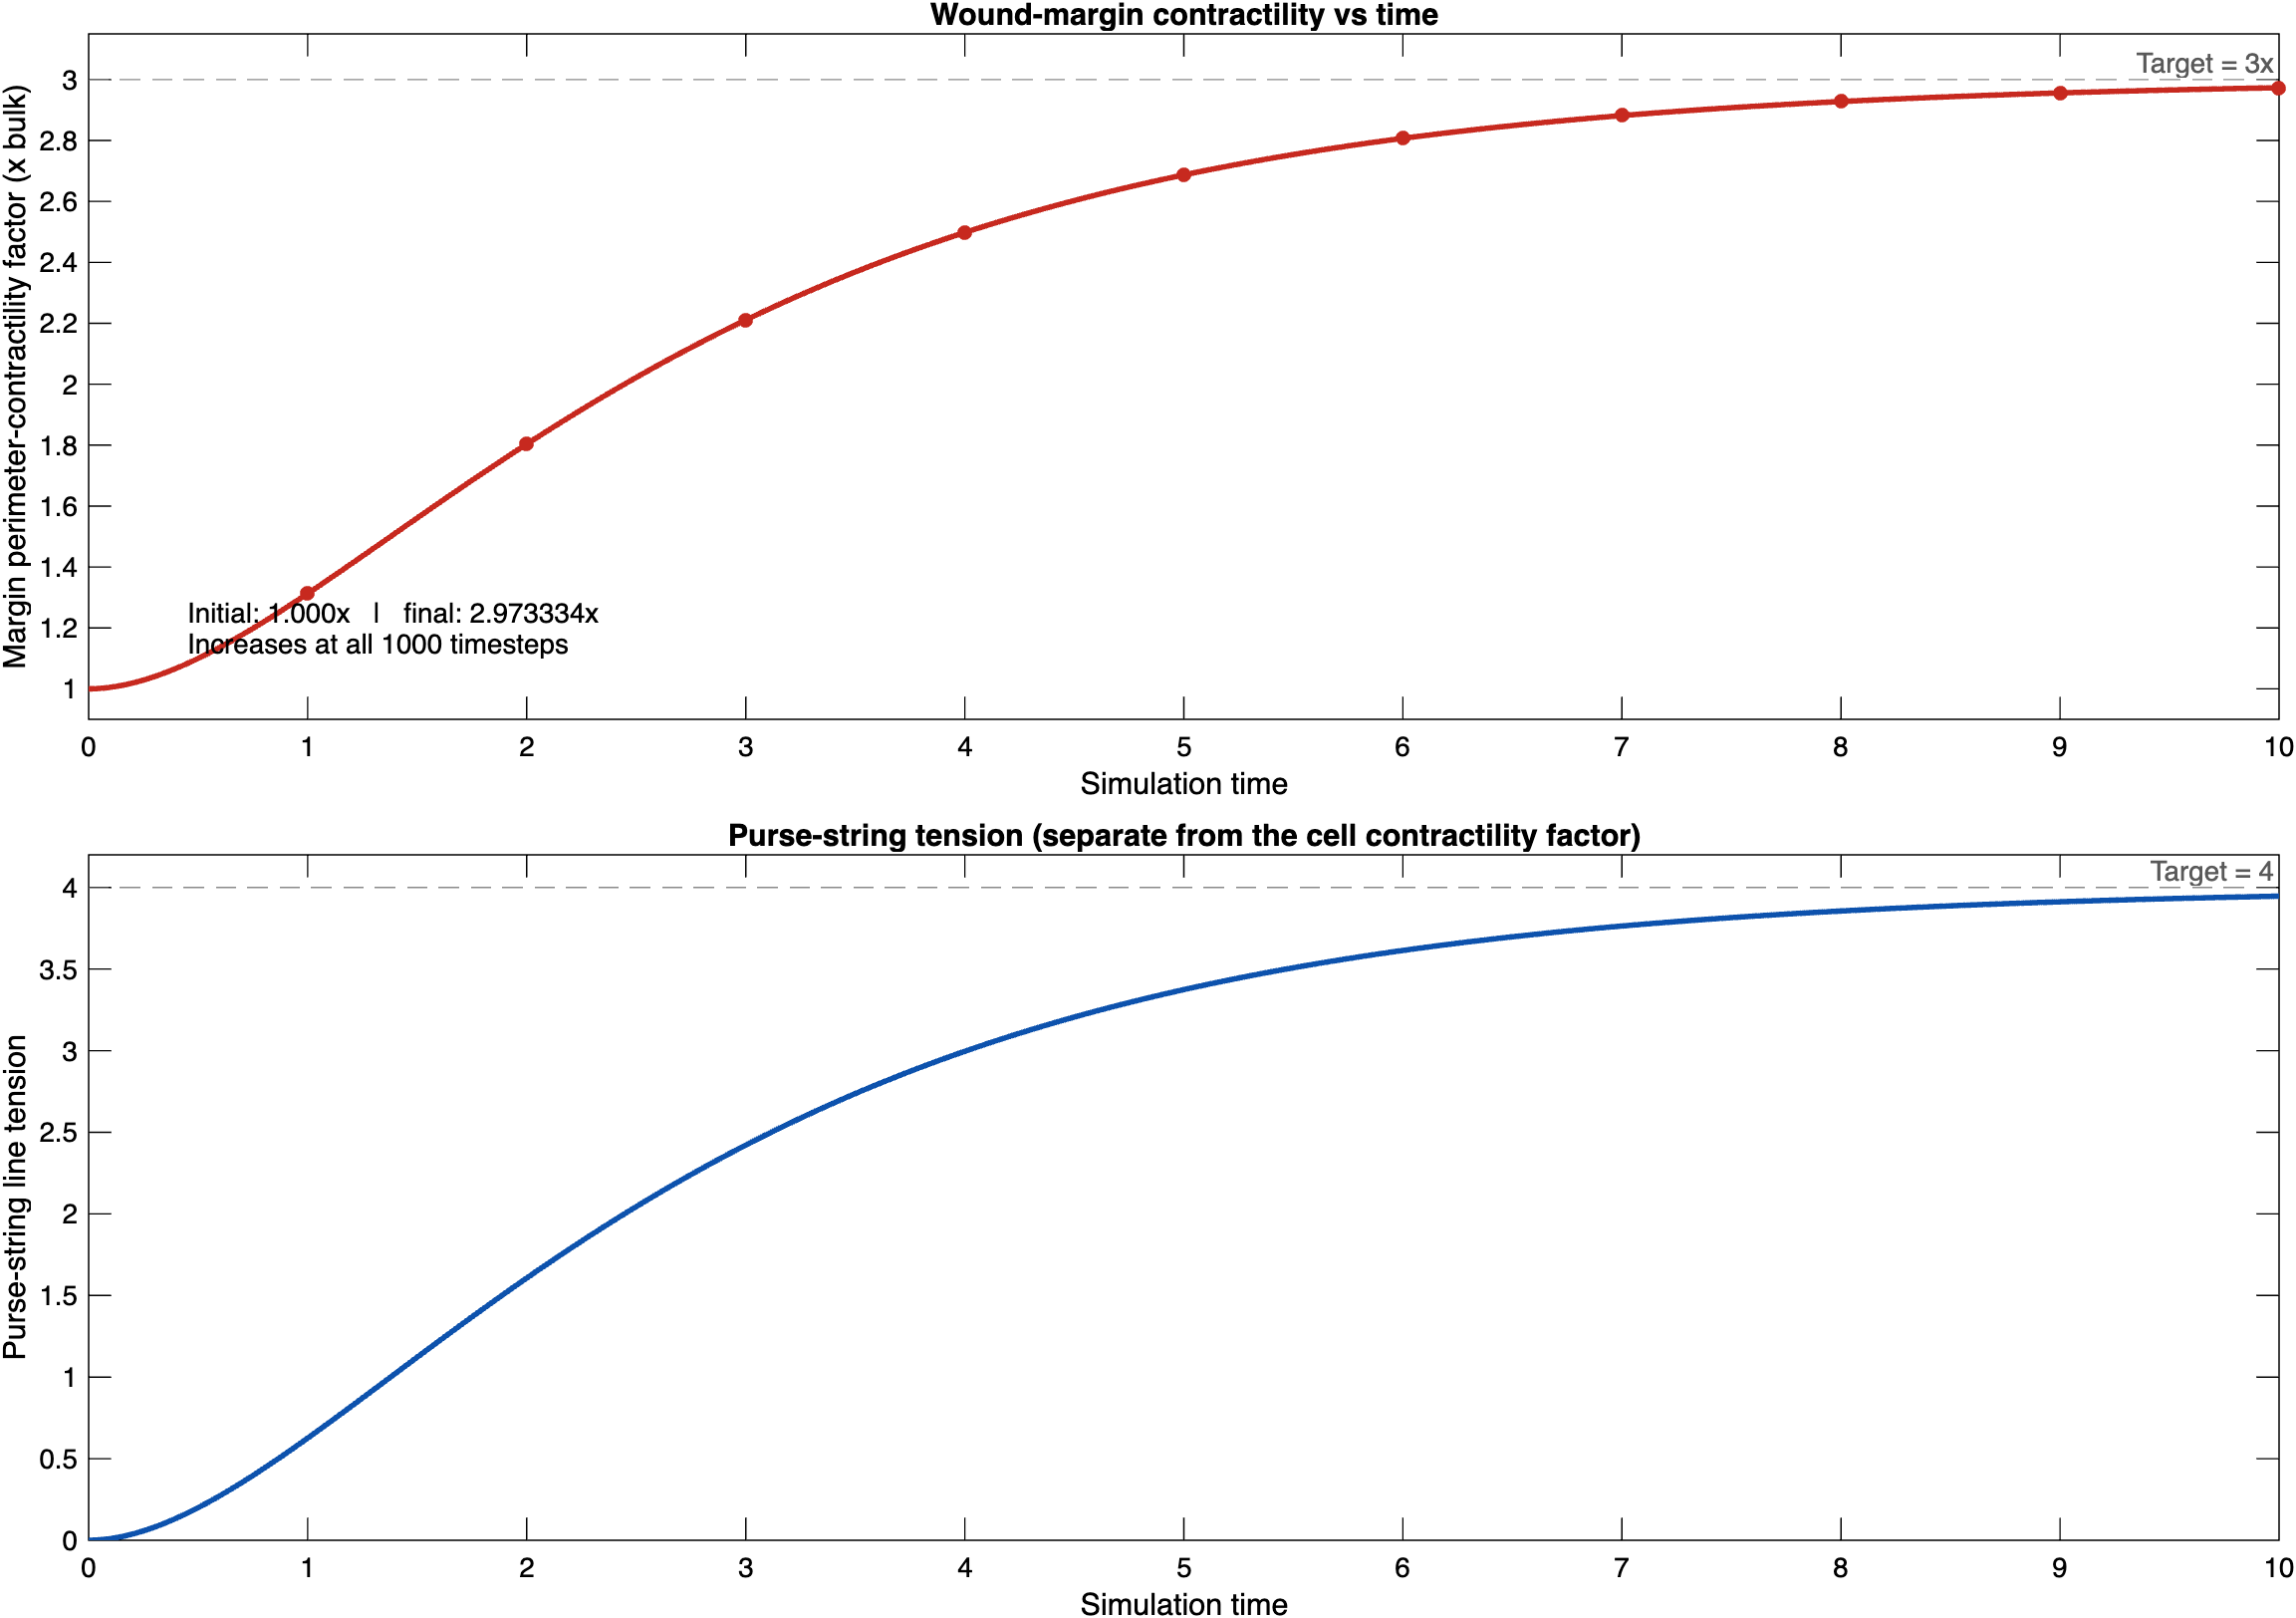 Wound-margin contractility vs time
Target = 3x
Margin perimeter-contractility factor (x bulk)
3
2.8
2.6
2.4
2.2
2
1.8
1.6
1.4
1.2
1
Initial: 1.000x | final: 2.973334x
Increases at all 1000 timesteps
0 1 2 3 4 5 6 7 8 9 10
Simulation time
Purse-string tension (separate from the cell contractility factor)
Target = 4
Purse-string line tension
4
3.5
3
2.5
2
1.5
1
0.5
0
0 1 2 3 4 5 6 7 8 9 10
Simulation time